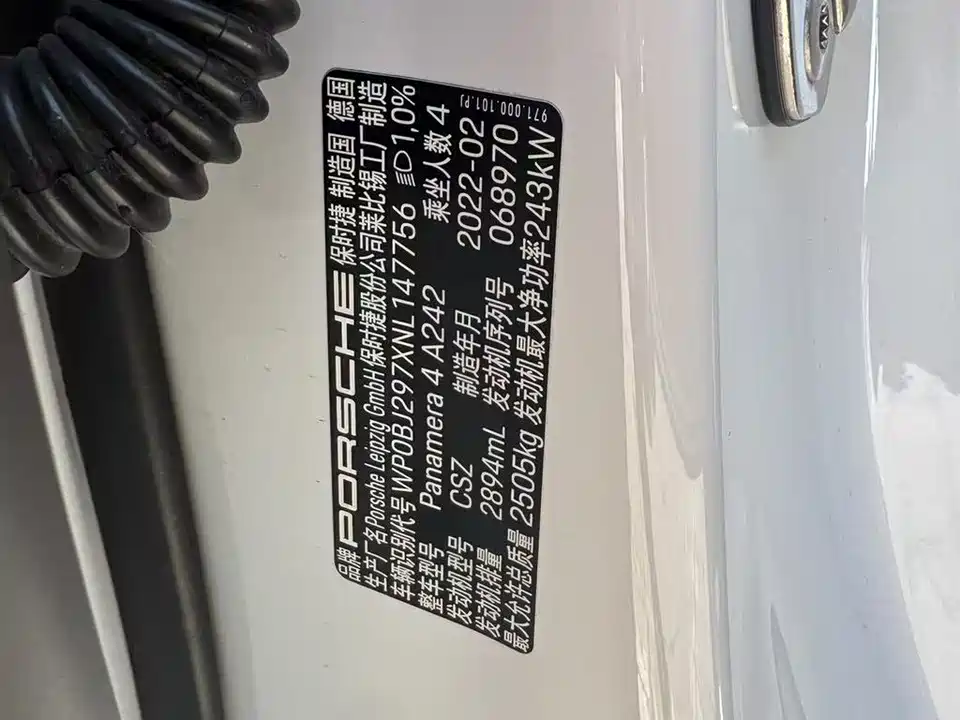 品牌 PORSCHE 保时捷 制造国 德国
生产厂名 Porsche Leipzig GmbH 保时捷股份公司莱比锡工厂制造
车辆识别代号 WP0BJ297XNL147756 1,0%
整车型号 Panamera 4 A242 乘坐人数 4
发动机型号 CSZ 制造年月 2022-02
发动机排量 2894mL 发动机序列号 068970
最大允许总质量 2505kg 发动机最大净功率 243kW
971.000.101.PJ